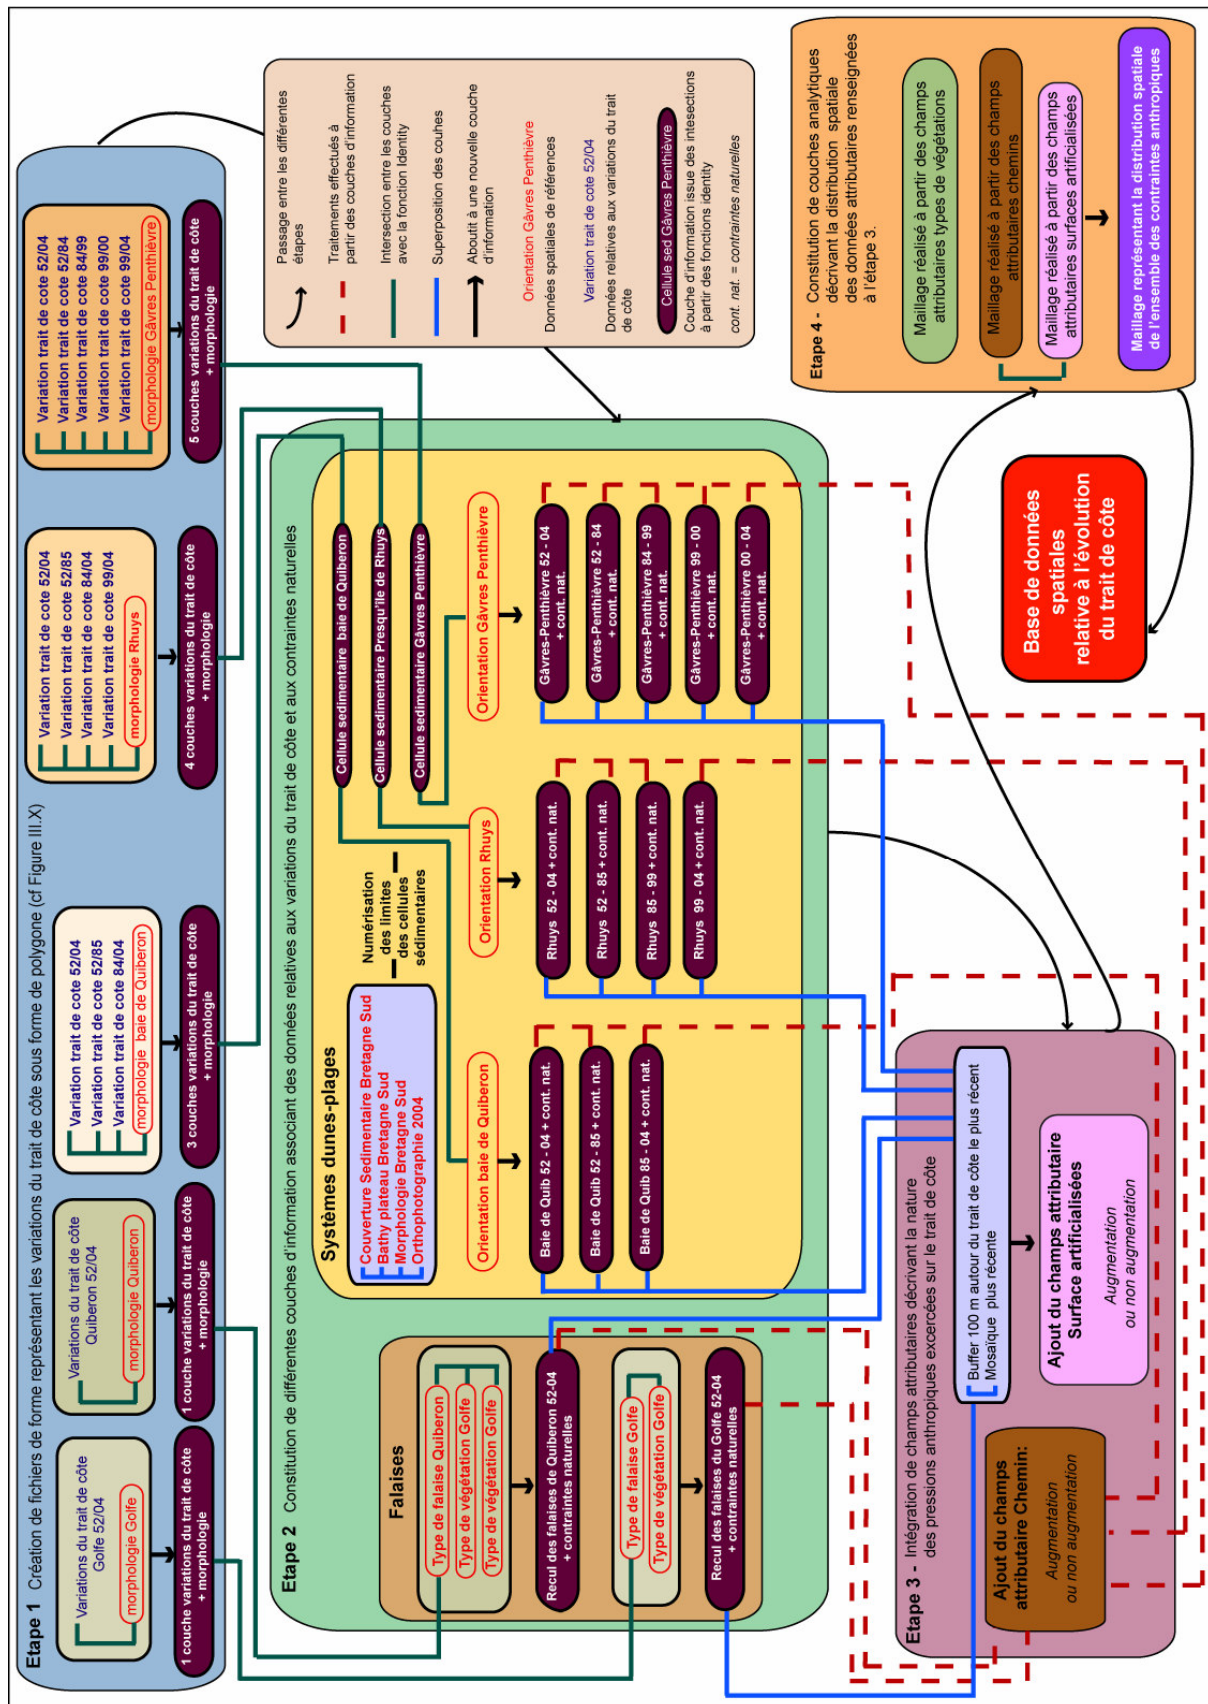 Etape 1 Création de fichiers de forme représentant les variations du trait de côte sous forme de polygone (cf Figure III.X)
Variations du trait de côte
Golfe 52/04
morphologie Golfe
1 couche variations du trait de côte
+ morphologie
Variations du trait de côte
Quiberon 52/04
morphologie Quiberon
1 couche variations du trait de côte
+ morphologie
Variation trait de cote 52/04
Variation trait de cote 52/85
Variation trait de cote 84/04
morphologie baie de Quiberon
3 couches variations du trait de côte
+ morphologie
Variation trait de cote 52/04
Variation trait de cote 52/85
Variation trait de cote 84/04
Variation trait de cote 99/04
morphologie Rhuys
4 couches variations du trait de côte
+ morphologie
Variation trait de cote 52/04
Variation trait de cote 52/84
Variation trait de cote 84/99
Variation trait de cote 99/00
Variation trait de cote 99/04
morphologie Gâvres Penthièvre
5 couches variations du trait de côte
+ morphologie
Passage entre les différentes
étapes
Traitements effectués à
partir des couches d'information
Intersection entre les couches
avec la fonction Identity
Superposition des couhes
Aboutit à une nouvelle couche
d'information
Orientation Gâvres Penthièvre
Données spatiales de références
Variation trait de cote 52/04
Données relatives aux variations du trait
de côte
Cellule sed Gâvres Penthièvre
Couche d'information issue des intesections
à partir des fonctions identity
cont. nat. = contraintes naturelles
Etape 2 Constitution de différentes couches d'information associant des données relatives aux variations du trait de côte et aux contraintes naturelles
Falaises
Type de falaise Quiberon
Type de végétation Golfe
Type de végétation Golfe
Recul des falaises de Quiberon 52-04
+ contraintes naturelles
Type de falaise Golfe
Type de végétation Golfe
Recul des falaises du Golfe 52-04
+ contraintes naturelles
Systèmes dunes-plages
Couverture Sedimentaire Bretagne Sud
Bathy plateau Bretagne Sud
Morphologie Bretagne Sud
Orthophotographie 2004
Numérisation
des limites
des cellules
sédimentaires
Cellule sedimentaire baie de Quiberon
Cellule sedimentaire Presqu'île de Rhuys
Cellule sedimentaire Gâvres Penthièvre
Orientation baie de Quiberon
Baie de Quib 52 - 04 + cont. nat.
Baie de Quib 52 - 85 + cont. nat.
Baie de Quib 85 - 04 + cont. nat.
Orientation Rhuys
Rhuys 52 - 04 + cont. nat.
Rhuys 52 - 85 + cont. nat.
Rhuys 85 - 99 + cont. nat.
Rhuys 99 - 04 + cont. nat.
Orientation Gâvres Penthièvre
Gâvres-Penthièvre 52 - 04
+ cont. nat.
Gâvres-Penthièvre 52 - 84
+ cont. nat.
Gâvres-Penthièvre 84 - 99
+ cont. nat.
Gâvres-Penthièvre 99 - 00
+ cont. nat.
Gâvres-Penthièvre 00 - 04
+ cont. nat.
Etape 3 - Intégration de champs attributaires décrivant la nature
des pressions anthropiques excercées sur le trait de côte
Buffer 100 m autour du trait de côte le plus récent
Mosaïque plus récente
Ajout du champs
attributaire Chemin:
Augmentation
ou non augmentation
Ajout du champs attributaire
Surface artificialisées
Augmentation
ou non augmentation
Etape 4 - Constitution de couches analytiques
décrivant la distribution spatiale
des données attributaires renseignées
à l'étape 3.
Maillage réalisé à partir des champs
attributaires types de végétations
Maillage réalisé à partir des champs
attributaires chemins
Maillage réalisé à partir des champs
attributaires surfaces artificialisées
Maillage représentant la distribution spatiale
de l'ensemble des contraintes anthropiques
Base de données
spatiales
relative à l'évolution
du trait de côte